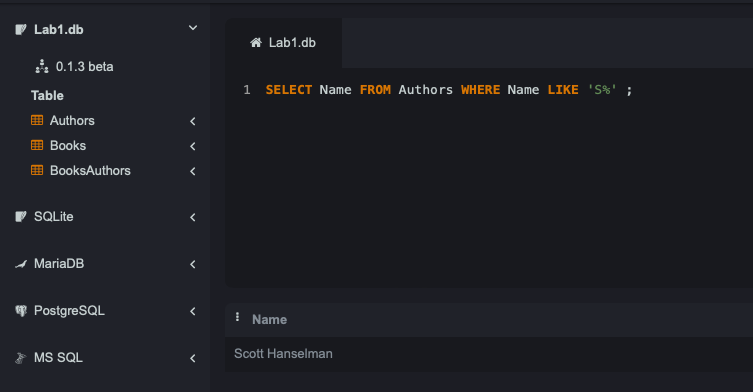 Lab1.db
0.1.3 beta
Table
Authors
Books
BooksAuthors
SQLite
MariaDB
PostgreSQL
MS SQL
Lab1.db
1 SELECT Name FROM Authors WHERE Name LIKE 'S%' ;
Name
Scott Hanselman